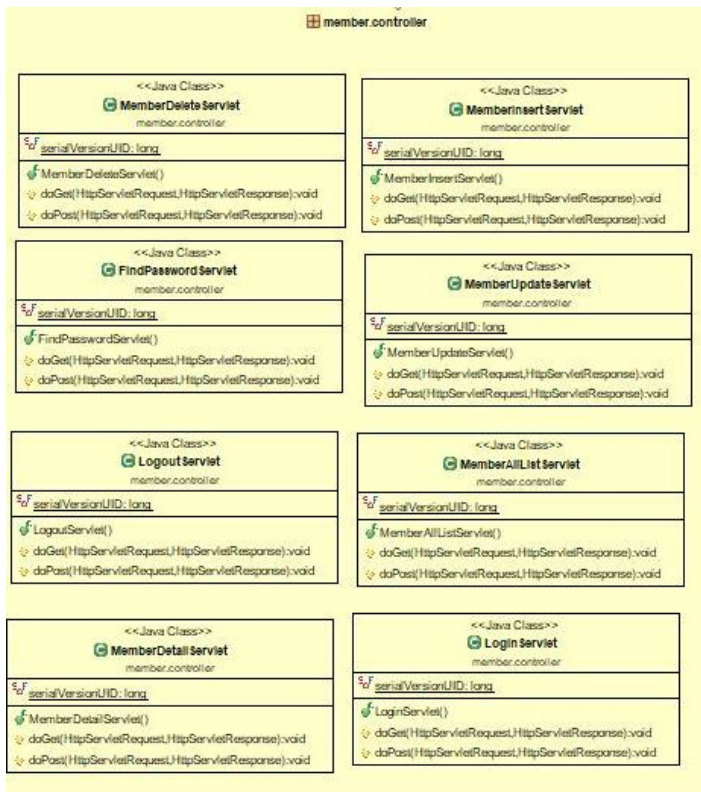 member.controller
<<Java Class>>
MemberDeleteServlet
member.controller
serialVersionUID: long
MemberDeleteServlet()
doGet(HttpServletRequest,HttpServletResponse):void
doPost(HttpServletRequest,HttpServletResponse):void
<<Java Class>>
MemberInsertServlet
member.controller
serialVersionUID: long
MemberInsertServlet()
doGet(HttpServletRequest,HttpServletResponse):void
doPost(HttpServletRequest,HttpServletResponse):void
<<Java Class>>
FindPasswordServlet
member.controller
serialVersionUID: long
FindPasswordServlet()
doGet(HttpServletRequest,HttpServletResponse):void
doPost(HttpServletRequest,HttpServletResponse):void
<<Java Class>>
MemberUpdateServlet
member.controller
serialVersionUID: long
MemberUpdateServlet()
doGet(HttpServletRequest,HttpServletResponse):void
doPost(HttpServletRequest,HttpServletResponse):void
<<Java Class>>
LogoutServlet
member.controller
serialVersionUID: long
LogoutServlet()
doGet(HttpServletRequest,HttpServletResponse):void
doPost(HttpServletRequest,HttpServletResponse):void
<<Java Class>>
MemberAllListServlet
member.controller
serialVersionUID: long
MemberAllListServlet()
doGet(HttpServletRequest,HttpServletResponse):void
doPost(HttpServletRequest,HttpServletResponse):void
<<Java Class>>
MemberDetailServlet
member.controller
serialVersionUID: long
MemberDetailServlet()
doGet(HttpServletRequest,HttpServletResponse):void
doPost(HttpServletRequest,HttpServletResponse):void
<<Java Class>>
LoginServlet
member.controller
serialVersionUID: long
LoginServlet()
doGet(HttpServletRequest,HttpServletResponse):void
doPost(HttpServletRequest,HttpServletResponse):void